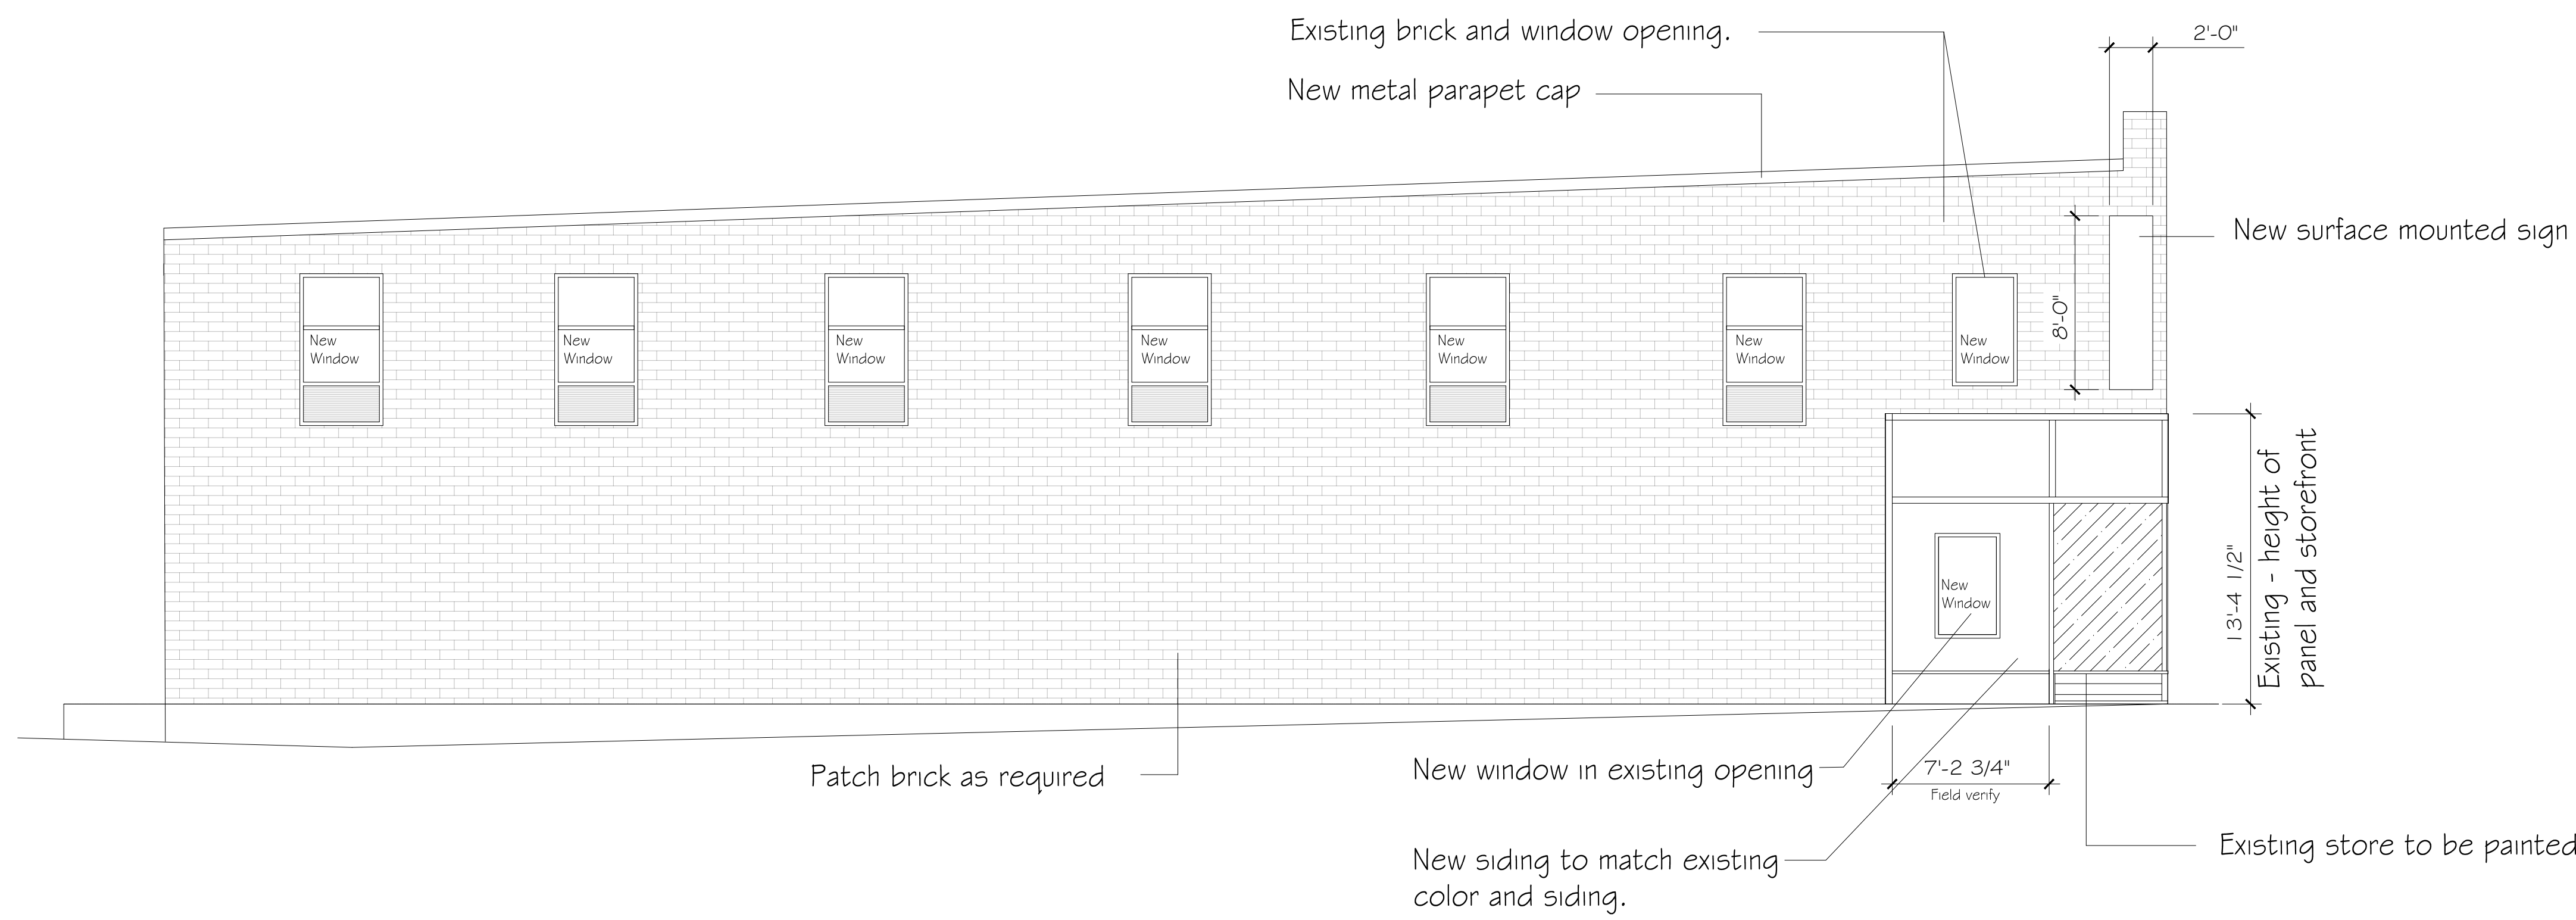 Existing brick and window opening.
2'-0"
New metal parapet cap
New surface mounted sign
8'-0"
New
Window
New
Window
New
Window
New
Window
New
Window
New
Window
New
Window
13'-4 1/2"
Existing - height of
panel and storefront
New
Window
Patch brick as required
New window in existing opening
7'-2 3/4"
Field verify
New siding to match existing
color and siding.
Existing store to be painted